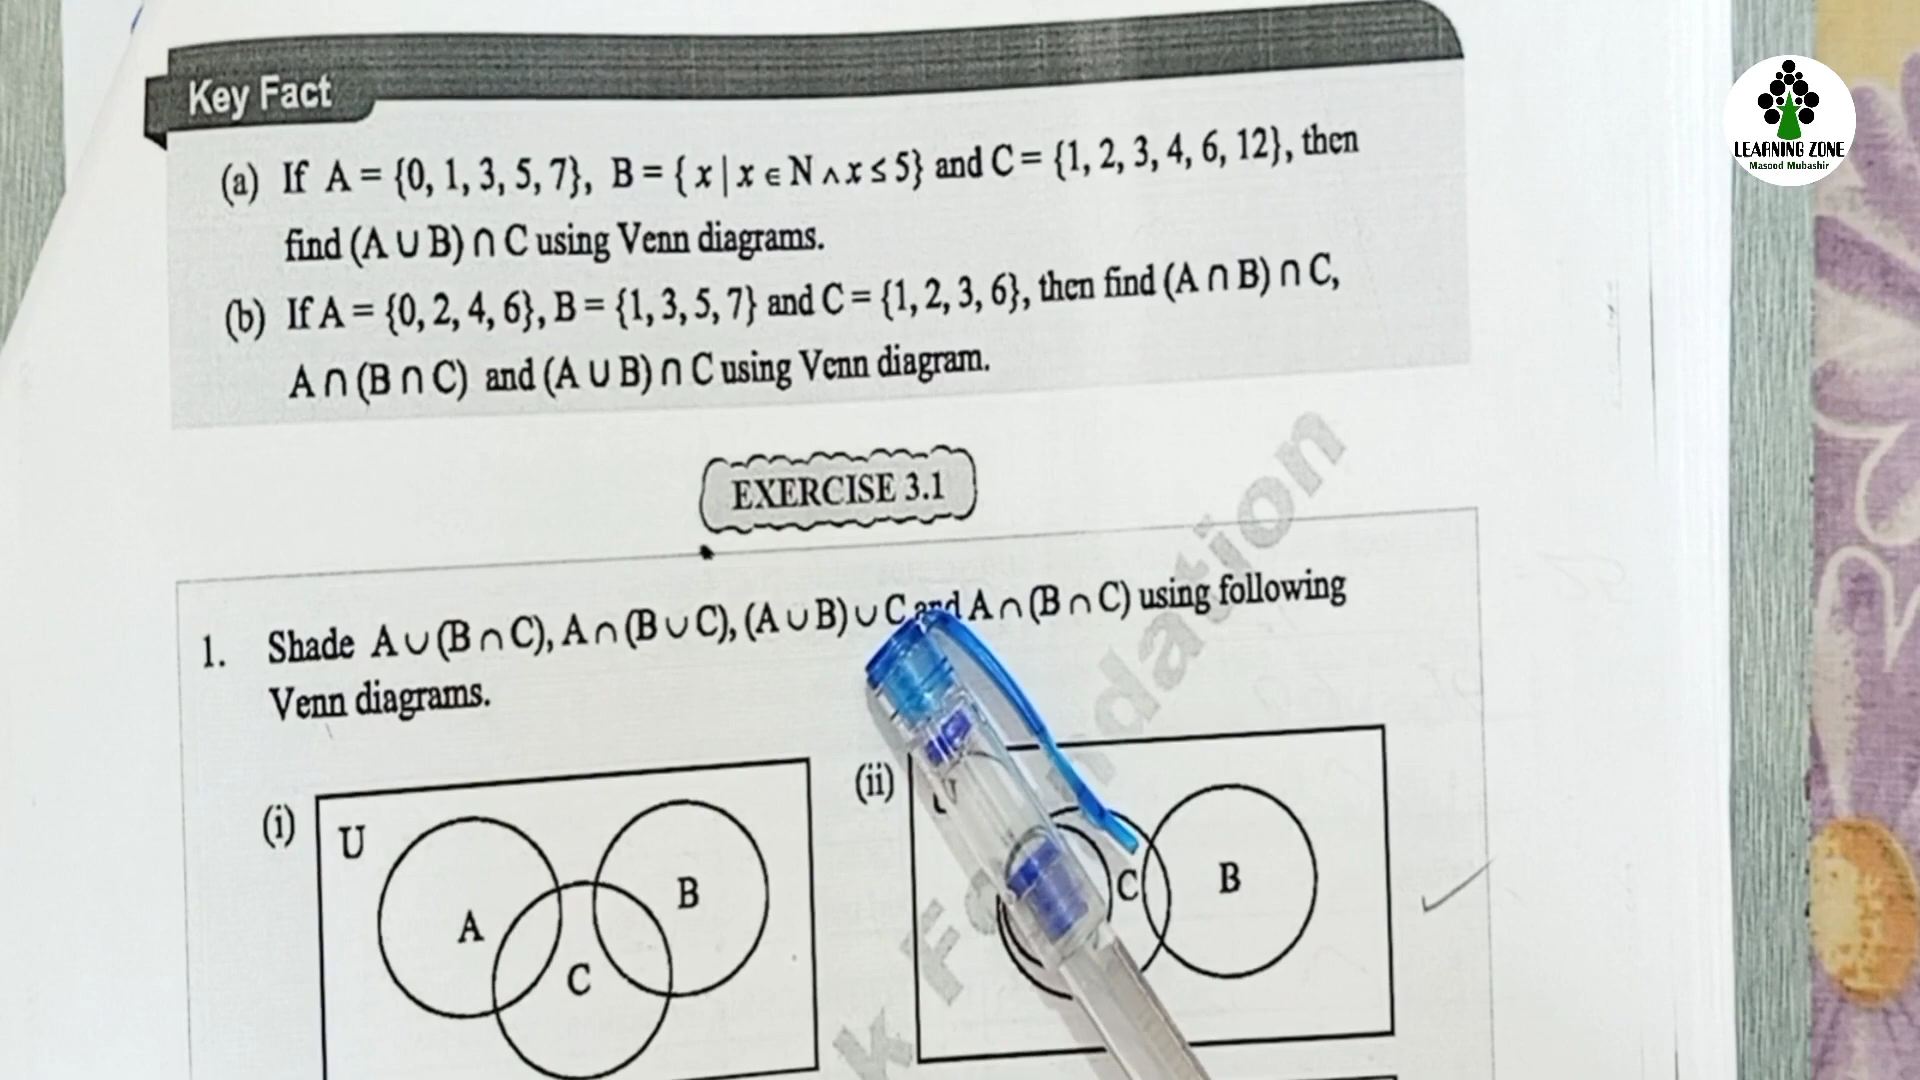 Key Fact
(a) If A = {0, 1, 3, 5, 7}, B = { x | x ∈ N ∧ x ≤ 5} and C = {1, 2, 3, 4, 6, 12}, then
find (A ∪ B) ∩ C using Venn diagrams.
(b) If A = {0, 2, 4, 6}, B = {1, 3, 5, 7} and C = {1, 2, 3, 6}, then find (A ∩ B) ∩ C,
A ∩ (B ∩ C) and (A ∪ B) ∩ C using Venn diagram.
EXERCISE 3.1
1. Shade A ∪ (B ∩ C), A ∩ (B ∪ C), (A ∪ B) ∪ C and A ∩ (B ∩ C) using following
Venn diagrams.
(i) U A B C
(ii) C B
LEARNING ZONE
Masood Mubashir